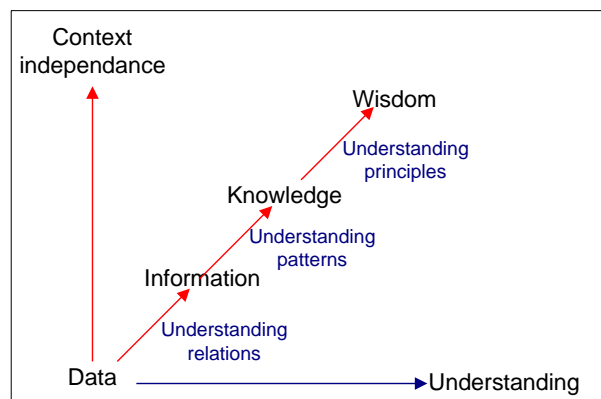 Context
independance
Wisdom
Understanding
principles
Knowledge
Understanding
patterns
Information
Understanding
relations
Data
Understanding